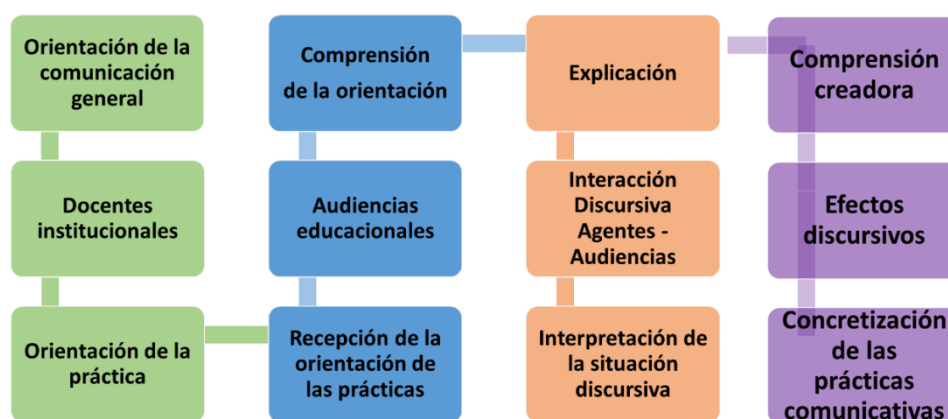 Orientación de la
comunicación
general
Docentes
institucionales
Orientación de la
práctica
Comprensión
de la orientación
Audiencias
educacionales
Recepción de la
orientación de
las prácticas
Explicación
Interacción
Discursiva
Agentes -
Audiencias
Interpretación de
la situación
discursiva
Comprensión
creadora
Efectos
discursivos
Concretización
de las
prácticas
comunicativas